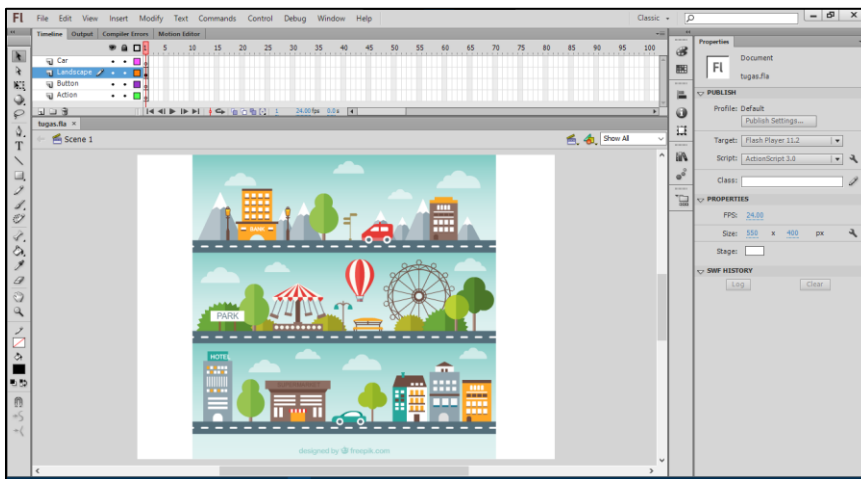 Fl File Edit View Insert Modify Text Commands Control Debug Window Help Classic
Timeline Output Compiler Errors Motion Editor
1 5 10 15 20 25 30 35 40 45 50 55 60 65 70 75 80 85 90 95 100
Car
Landscape
Button
Action
1 24.00 fps 0.0 s
tugas.fla ×
Scene 1
Show All
BANK
PARK
HOTEL
designed by freepik.com
Properties
Fl
Document
tugas.fla
PUBLISH
Profile: Default
Publish Settings...
Target: Flash Player 11.2
Script: ActionScript 3.0
Class:
PROPERTIES
FPS: 24.00
Size: 550 x 400 px
Stage:
SWF HISTORY
Log Clear